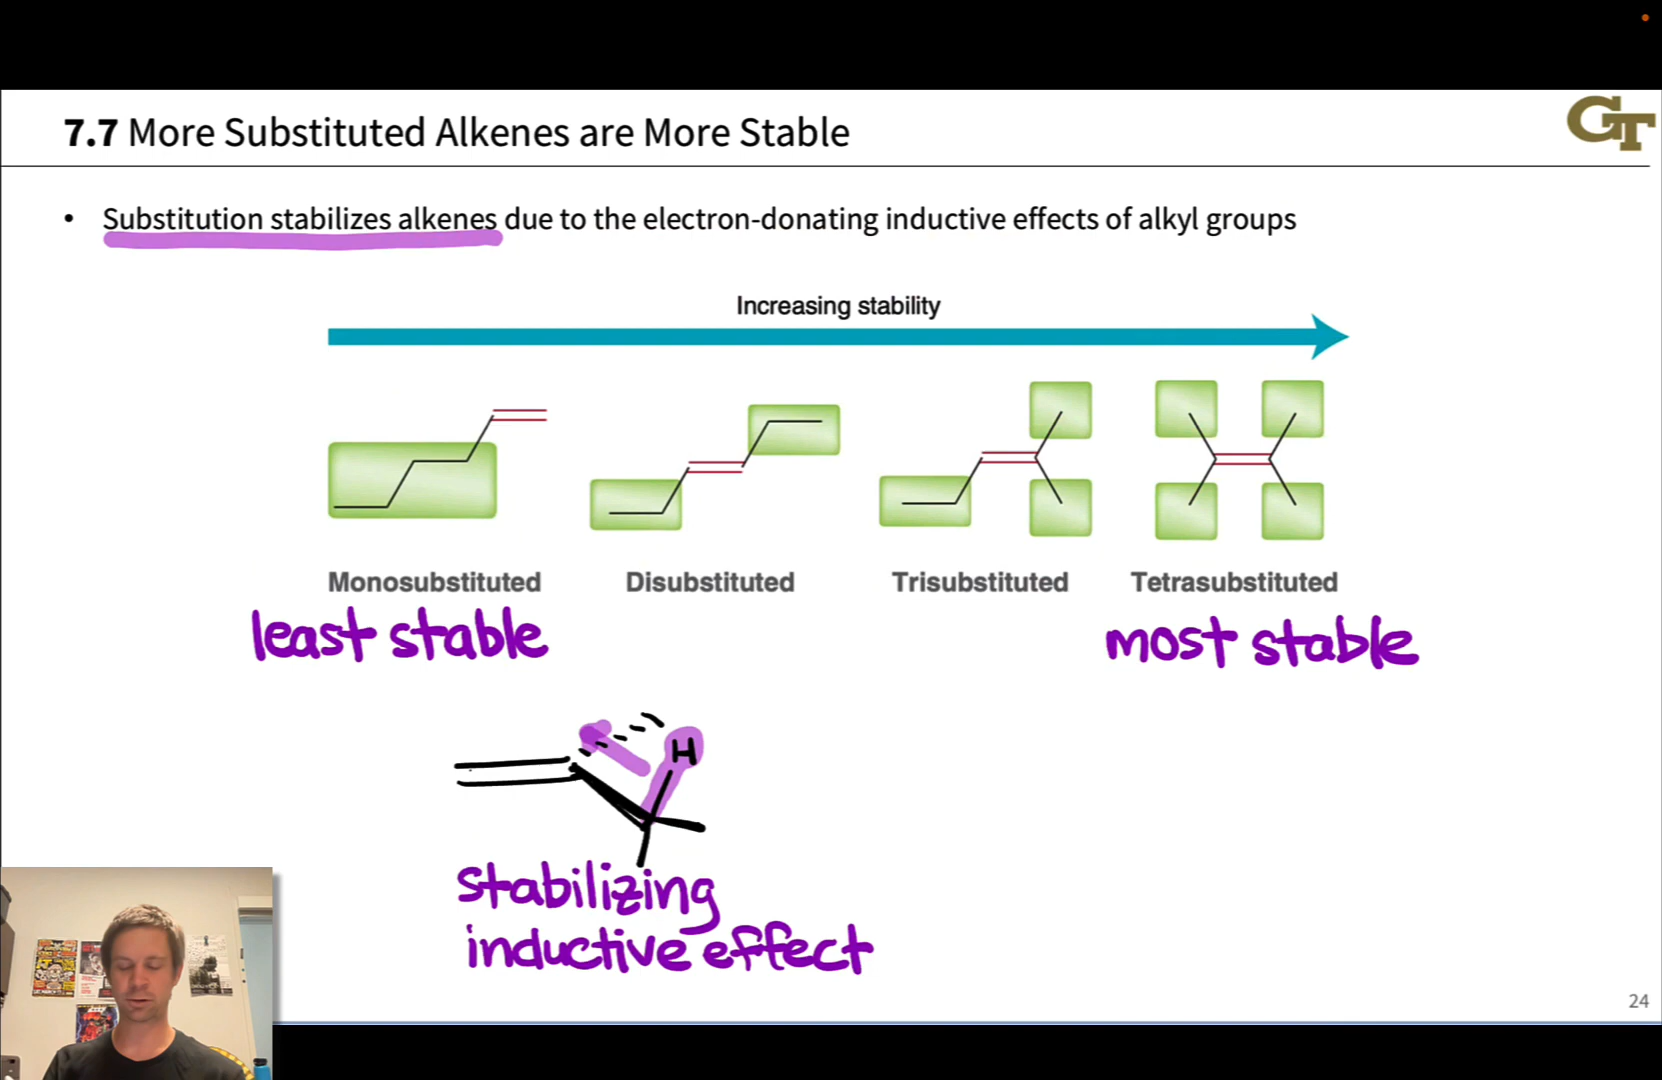 7.7 More Substituted Alkenes are More Stable
GT
• Substitution stabilizes alkenes due to the electron-donating inductive effects of alkyl groups
Increasing stability
Monosubstituted Disubstituted Trisubstituted Tetrasubstituted
least stable most stable
H
stabilizing
inductive effect
24